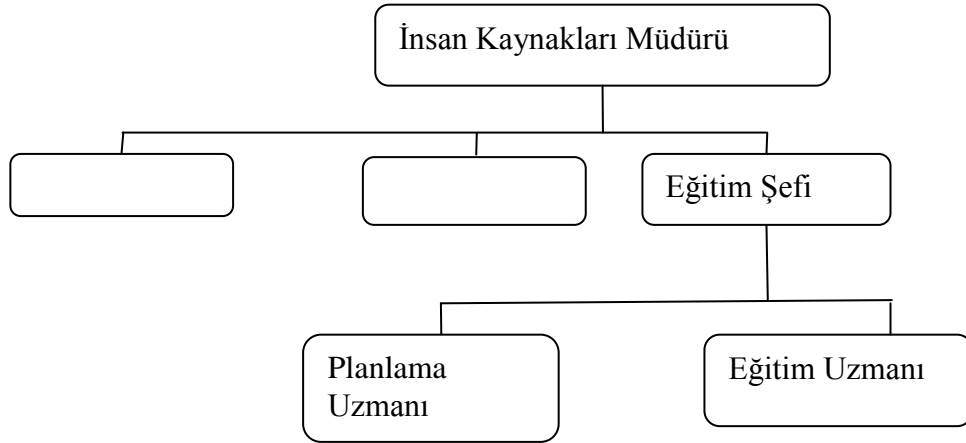 İnsan Kaynakları Müdürü
Eğitim Şefi
Planlama
Uzmanı
Eğitim Uzmanı